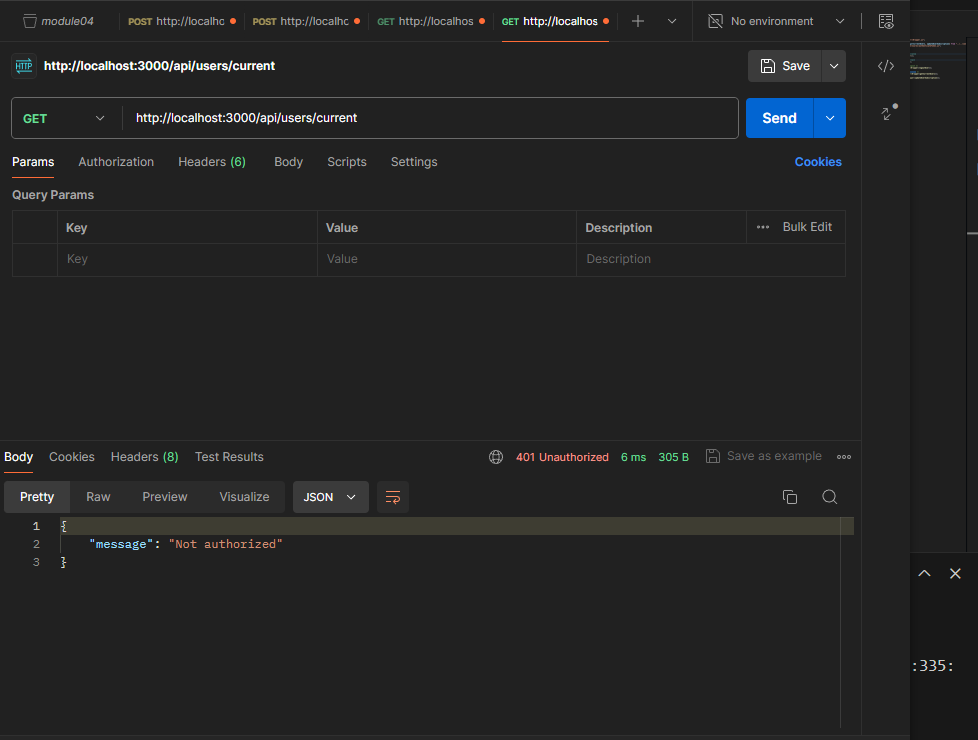 module04 POST http://localhc POST http://localhc GET http://localhos GET http://localhos No environment
HTTP http://localhost:3000/api/users/current Save
GET http://localhost:3000/api/users/current Send
Params Authorization Headers (6) Body Scripts Settings Cookies
Query Params
Key Value Description Bulk Edit
Key Value Description
Body Cookies Headers (8) Test Results 401 Unauthorized 6 ms 305 B Save as example
Pretty Raw Preview Visualize JSON
1 {
2 "message": "Not authorized"
3 }
:335: